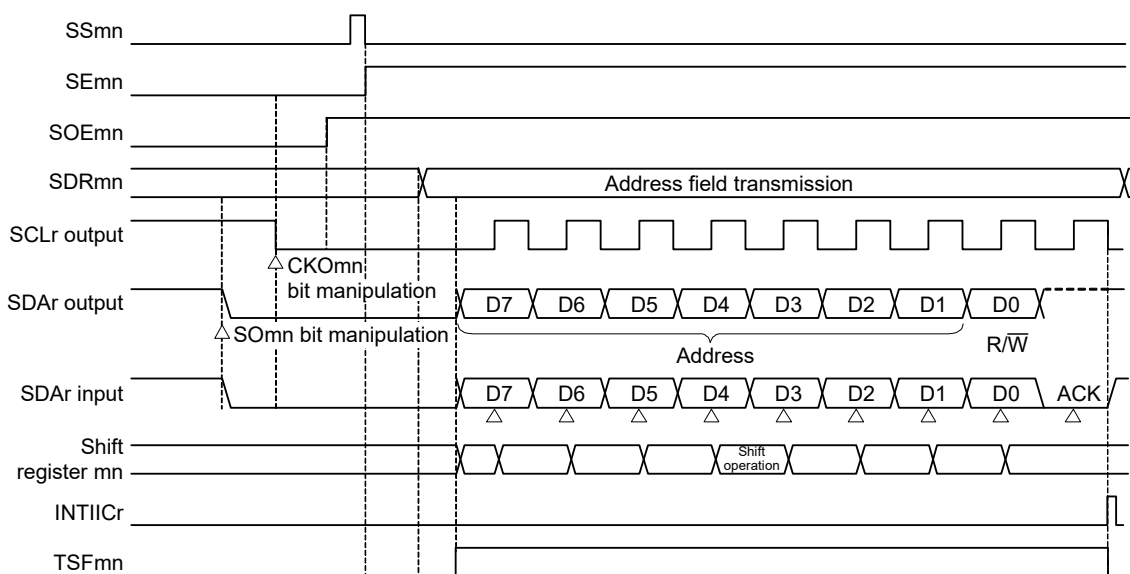 SSmn
SEmn
SOEmn
SDRmn
Address field transmission
SCLr output
CKOmn
bit manipulation
SDAr output
D7 D6 D5 D4 D3 D2 D1 D0
SOmn bit manipulation
Address
R/W̅
SDAr input
D7 D6 D5 D4 D3 D2 D1 D0 ACK
Shift
register mn
Shift
operation
INTIICr
TSFmn